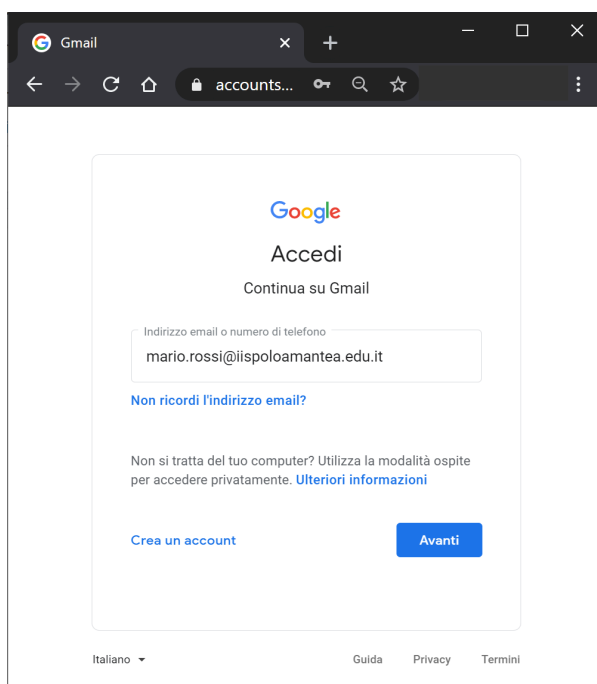 Gmail
accounts...
Google
Accedi
Continua su Gmail
Indirizzo email o numero di telefono
mario.rossi@iispoloamantea.edu.it
Non ricordi l'indirizzo email?
Non si tratta del tuo computer? Utilizza la modalità ospite
per accedere privatamente. Ulteriori informazioni
Crea un account Avanti
Italiano Guida Privacy Termini